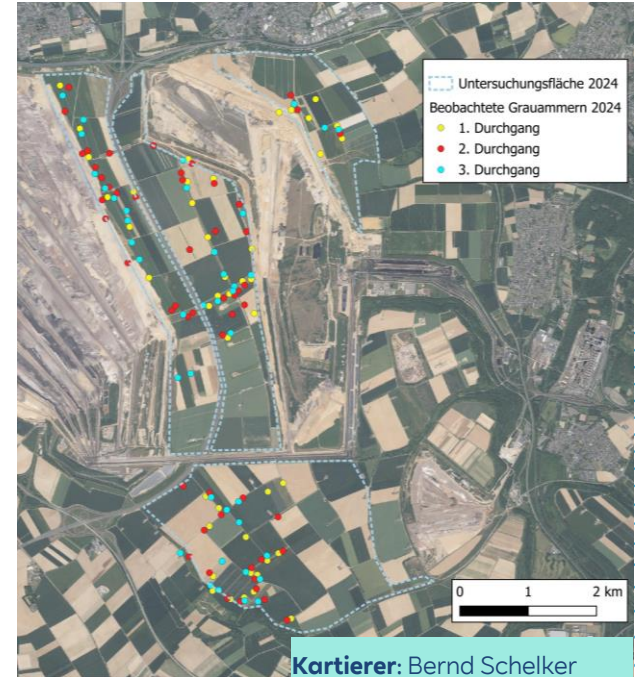 Untersuchungsfläche 2024
Beobachtete Grauammern 2024
1. Durchgang
2. Durchgang
3. Durchgang
0 1 2 km
Kartierer: Bernd Schelker